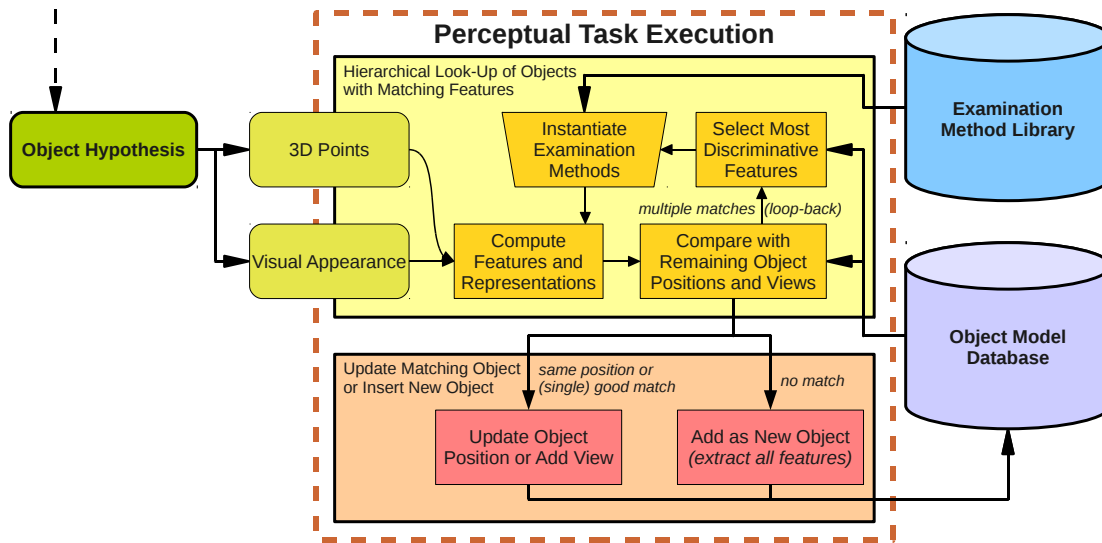 Perceptual Task Execution
Hierarchical Look-Up of Objects
with Matching Features
Examination
Method Library
Object Hypothesis
3D Points
Instantiate
Examination
Methods
Select Most
Discriminative
Features
multiple matches (loop-back)
Visual Appearance
Compute
Features and
Representations
Compare with
Remaining Object
Positions and Views
Object Model
Database
Update Matching Object
or Insert New Object
same position or
(single) good match
no match
Update Object
Position or Add View
Add as New Object
(extract all features)